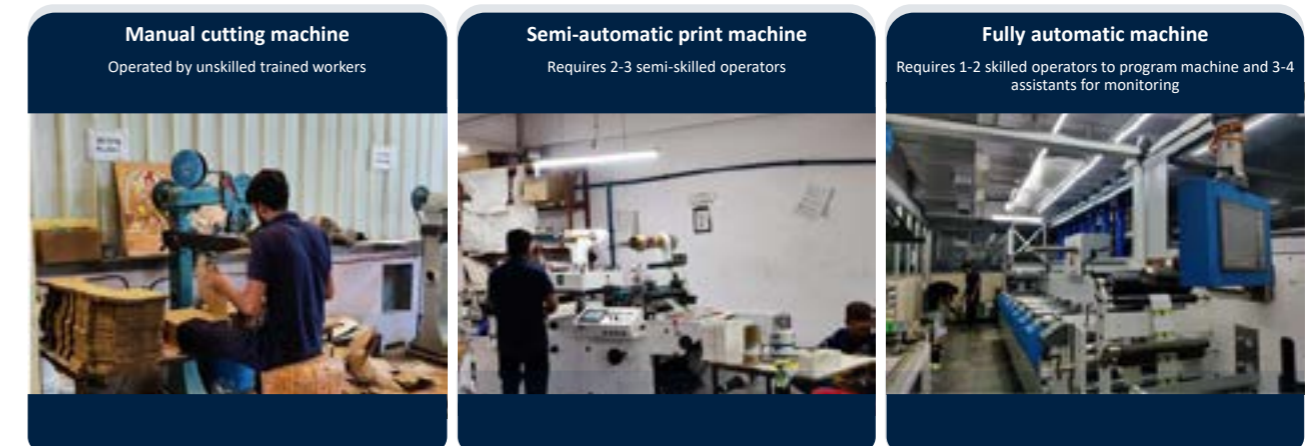 Manual cutting machine
Operated by unskilled trained workers
Semi-automatic print machine
Requires 2-3 semi-skilled operators
Fully automatic machine
Requires 1-2 skilled operators to program machine and 3-4
assistants for monitoring